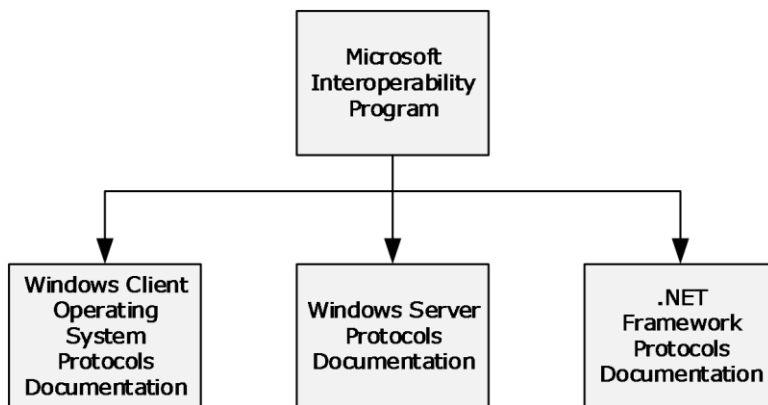 Microsoft
Interoperability
Program
Windows Client
Operating
System
Protocols
Documentation
Windows Server
Protocols
Documentation
.NET
Framework
Protocols
Documentation